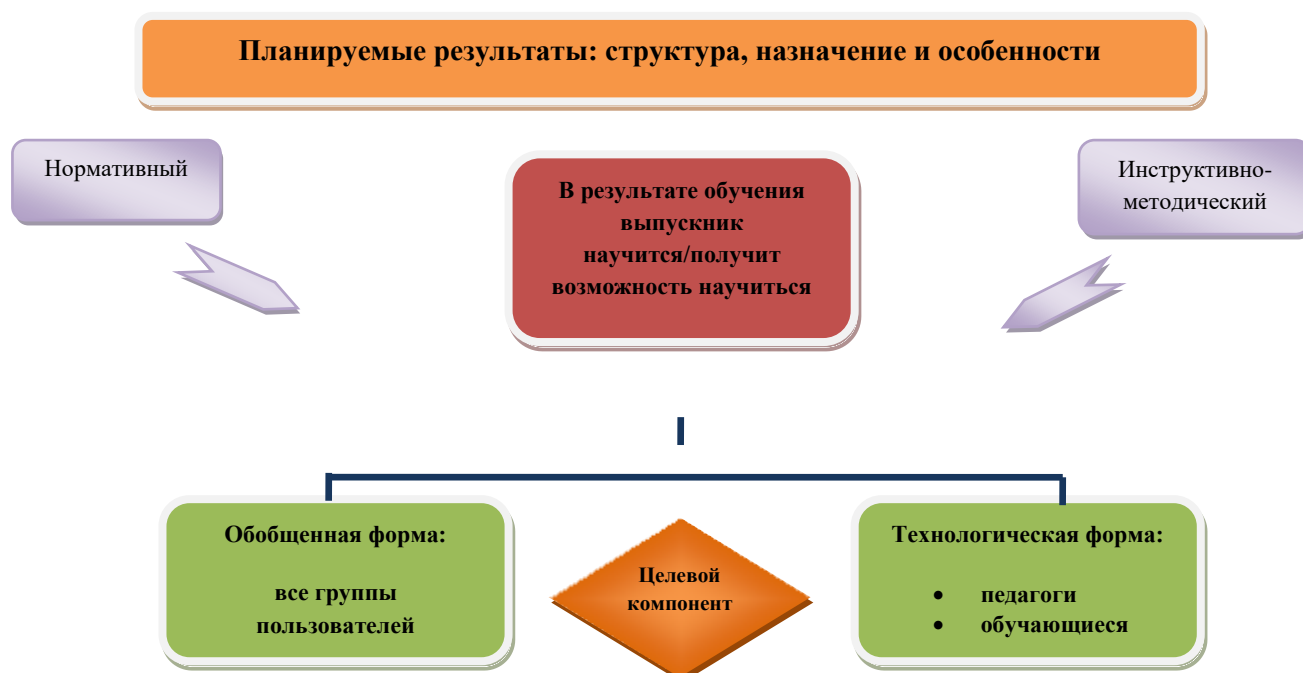 Планируемые результаты: структура, назначение и особенности
Нормативный
В результате обучения
выпускник
научится/получит
возможность научиться
Инструктивно-
методический
Обобщенная форма:
все группы
пользователей
Целевой
компонент
Технологическая форма:
• педагоги
• обучающиеся